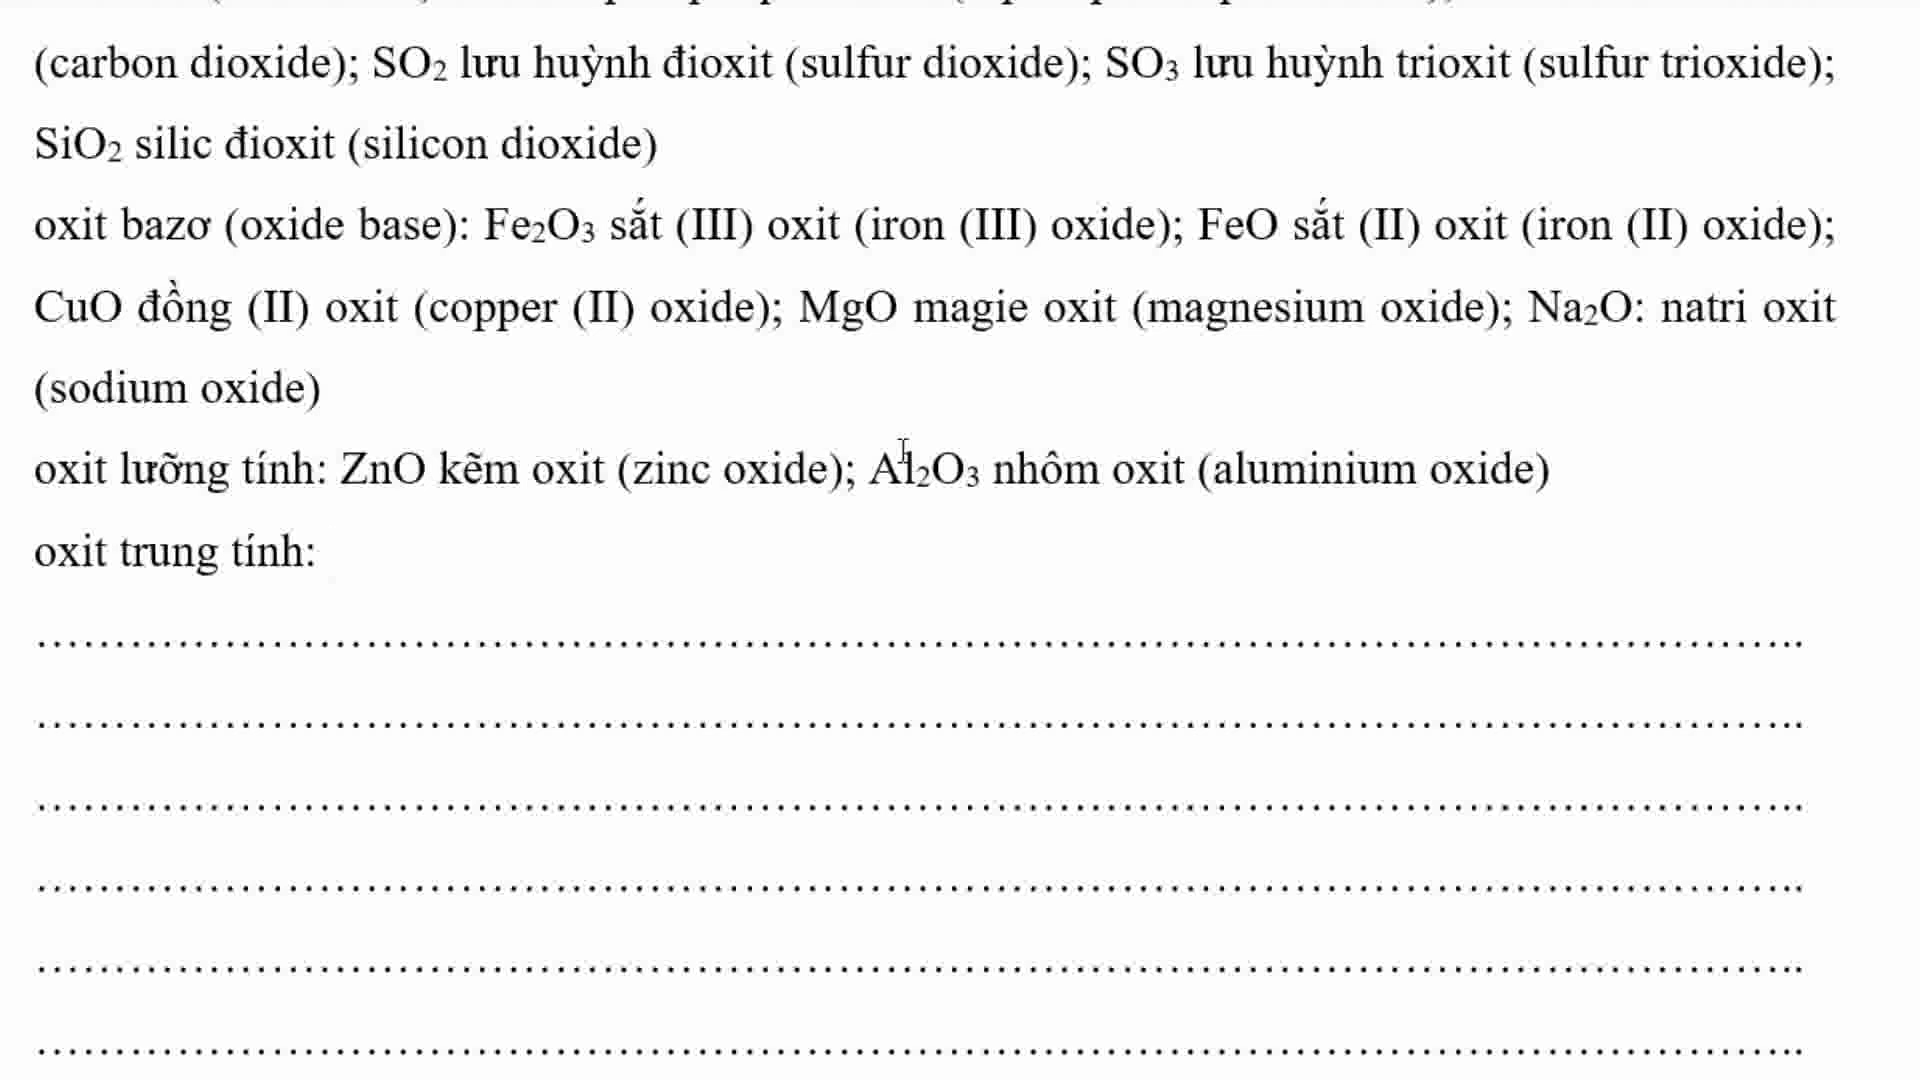 (carbon dioxide); SO₂ lưu huỳnh đioxit (sulfur dioxide); SO₃ lưu huỳnh trioxit (sulfur trioxide);
SiO₂ silic đioxit (silicon dioxide)
oxit bazơ (oxide base): Fe₂O₃ sắt (III) oxit (iron (III) oxide); FeO sắt (II) oxit (iron (II) oxide);
CuO đồng (II) oxit (copper (II) oxide); MgO magie oxit (magnesium oxide); Na₂O: natri oxit
(sodium oxide)
oxit lưỡng tính: ZnO kẽm oxit (zinc oxide); Al₂O₃ nhôm oxit (aluminium oxide)
oxit trung tính: